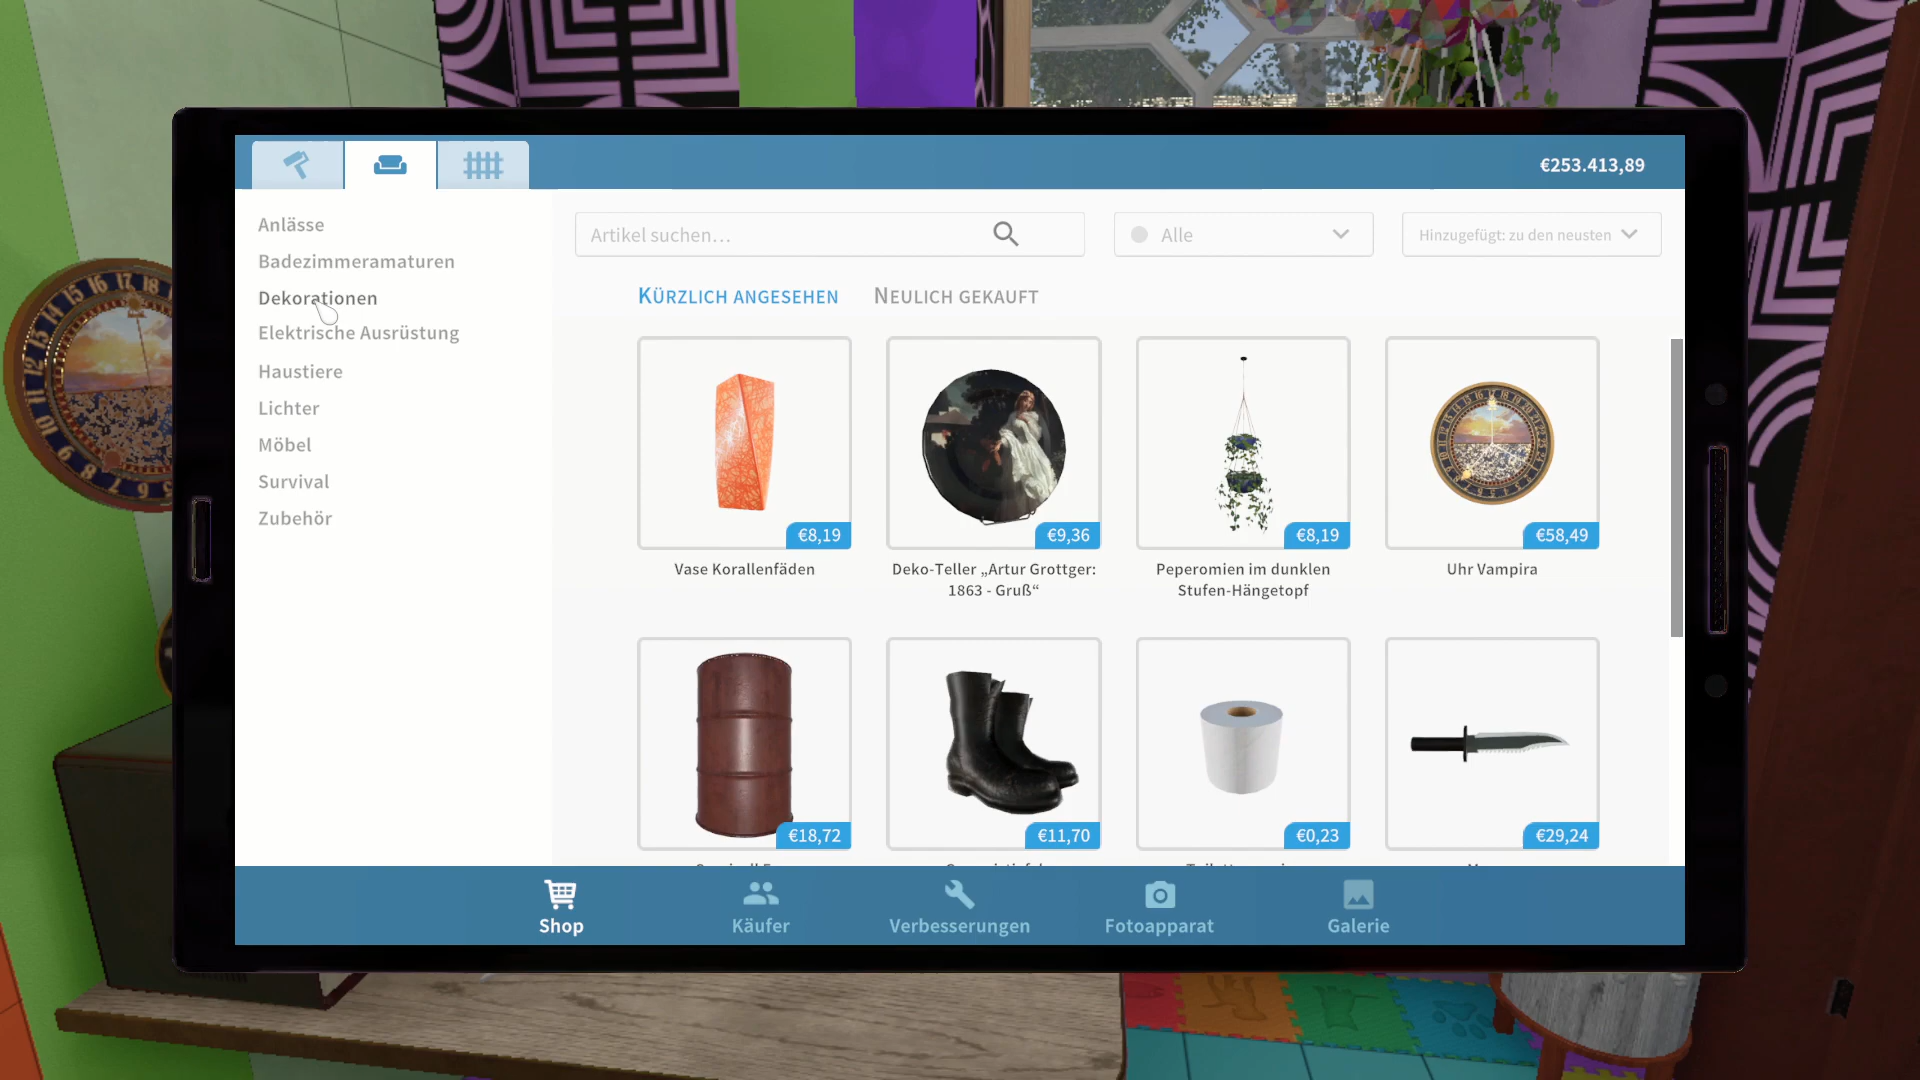 €253.413,89
Anlässe
Badezimmeramaturen
Dekorationen
Elektrische Ausrüstung
Haustiere
Lichter
Möbel
Survival
Zubehör
Artikel suchen...
Alle
Hinzugefügt: zu den neusten
KÜRZLICH ANGESEHEN
NEULICH GEKAUFT
€8,19
€9,36
€8,19
€58,49
Vase Korallenfäden
Deko-Teller „Artur Grottger:
1863 - Gruß“
Peperomien im dunklen
Stufen-Hängetopf
Uhr Vampira
€18,72
€11,70
€0,23
€29,24
Shop
Käufer
Verbesserungen
Fotoapparat
Galerie